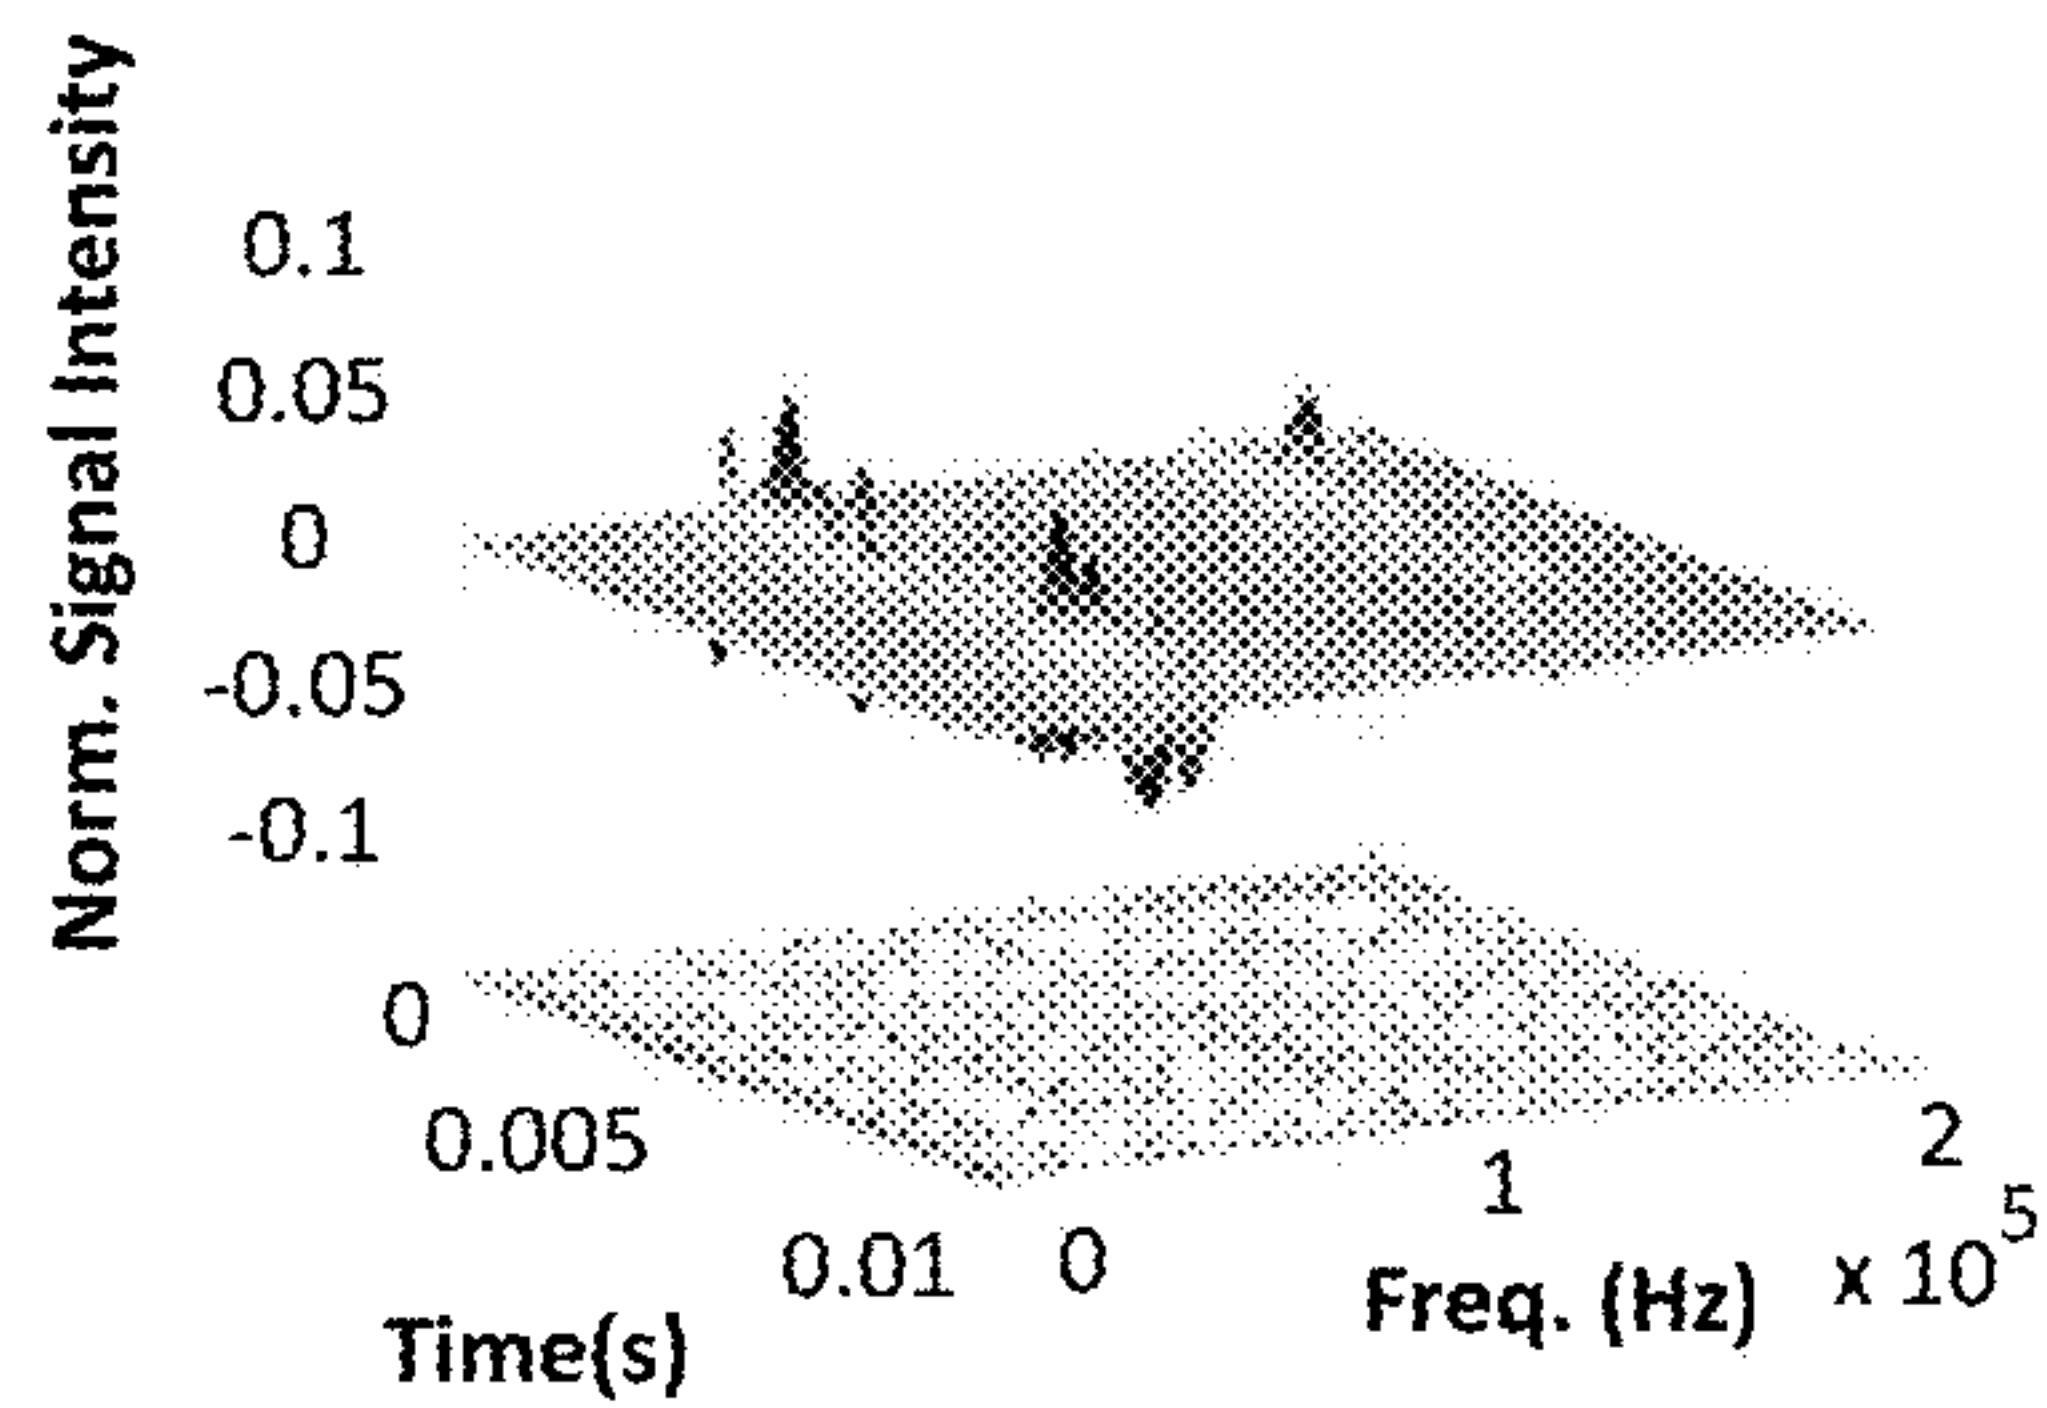 Norm. Signal Intensity
0.1
0.05
0
-0.05
-0.1
0
0.005
0.01
Time(s)
0
1
2
x 10^5
Freq. (Hz)